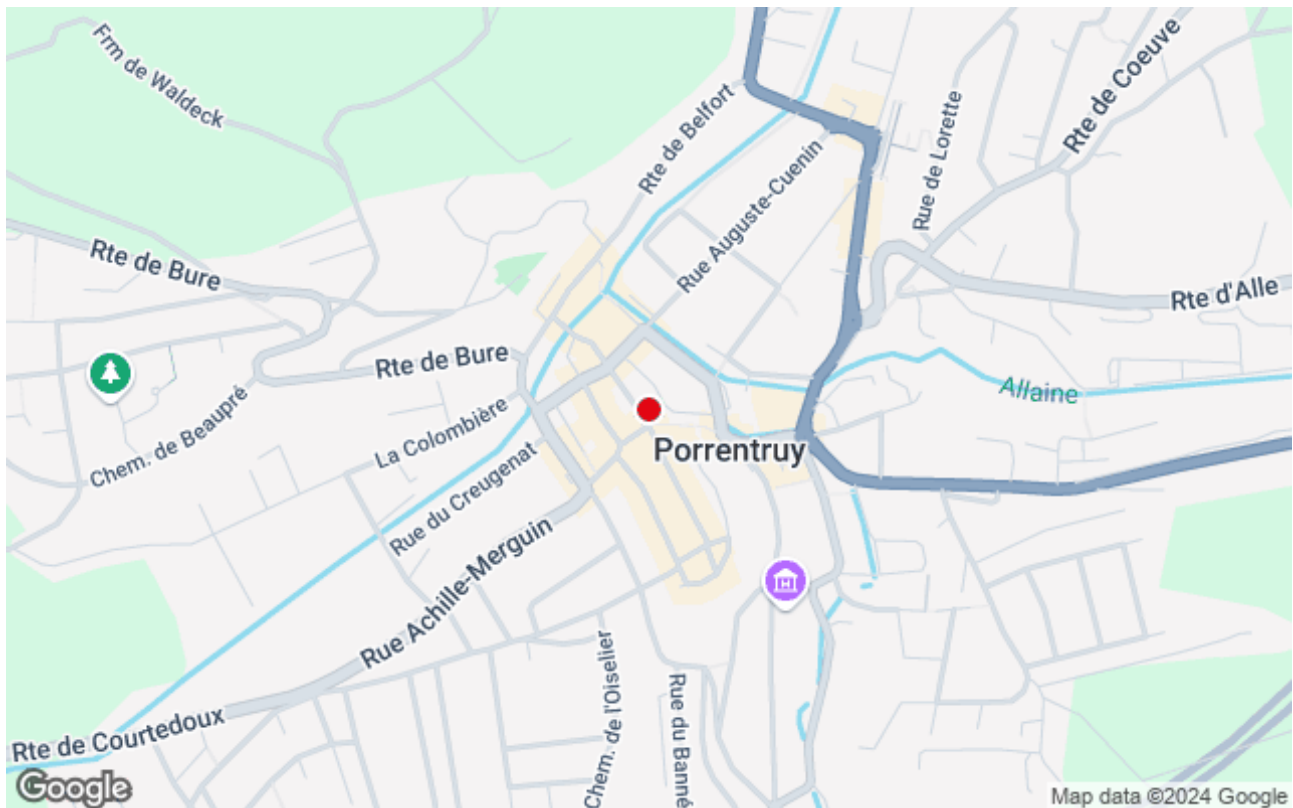 Frm de Waldeck
Rte de Belfort
Rte de Coeuve
Rue de Lorette
Rue Auguste-Cuenin
Rte de Bure
Rte d'Alle
Rte de Bure
Allaine
Chem. de Beaupré
La Colombière
Porrentruy
Rue du Creugenat
Rue Achille-Merguin
Chem. de l'Oiselier
Rue du Banné
Rte de Courtedoux
Google
Map data ©2024 Google